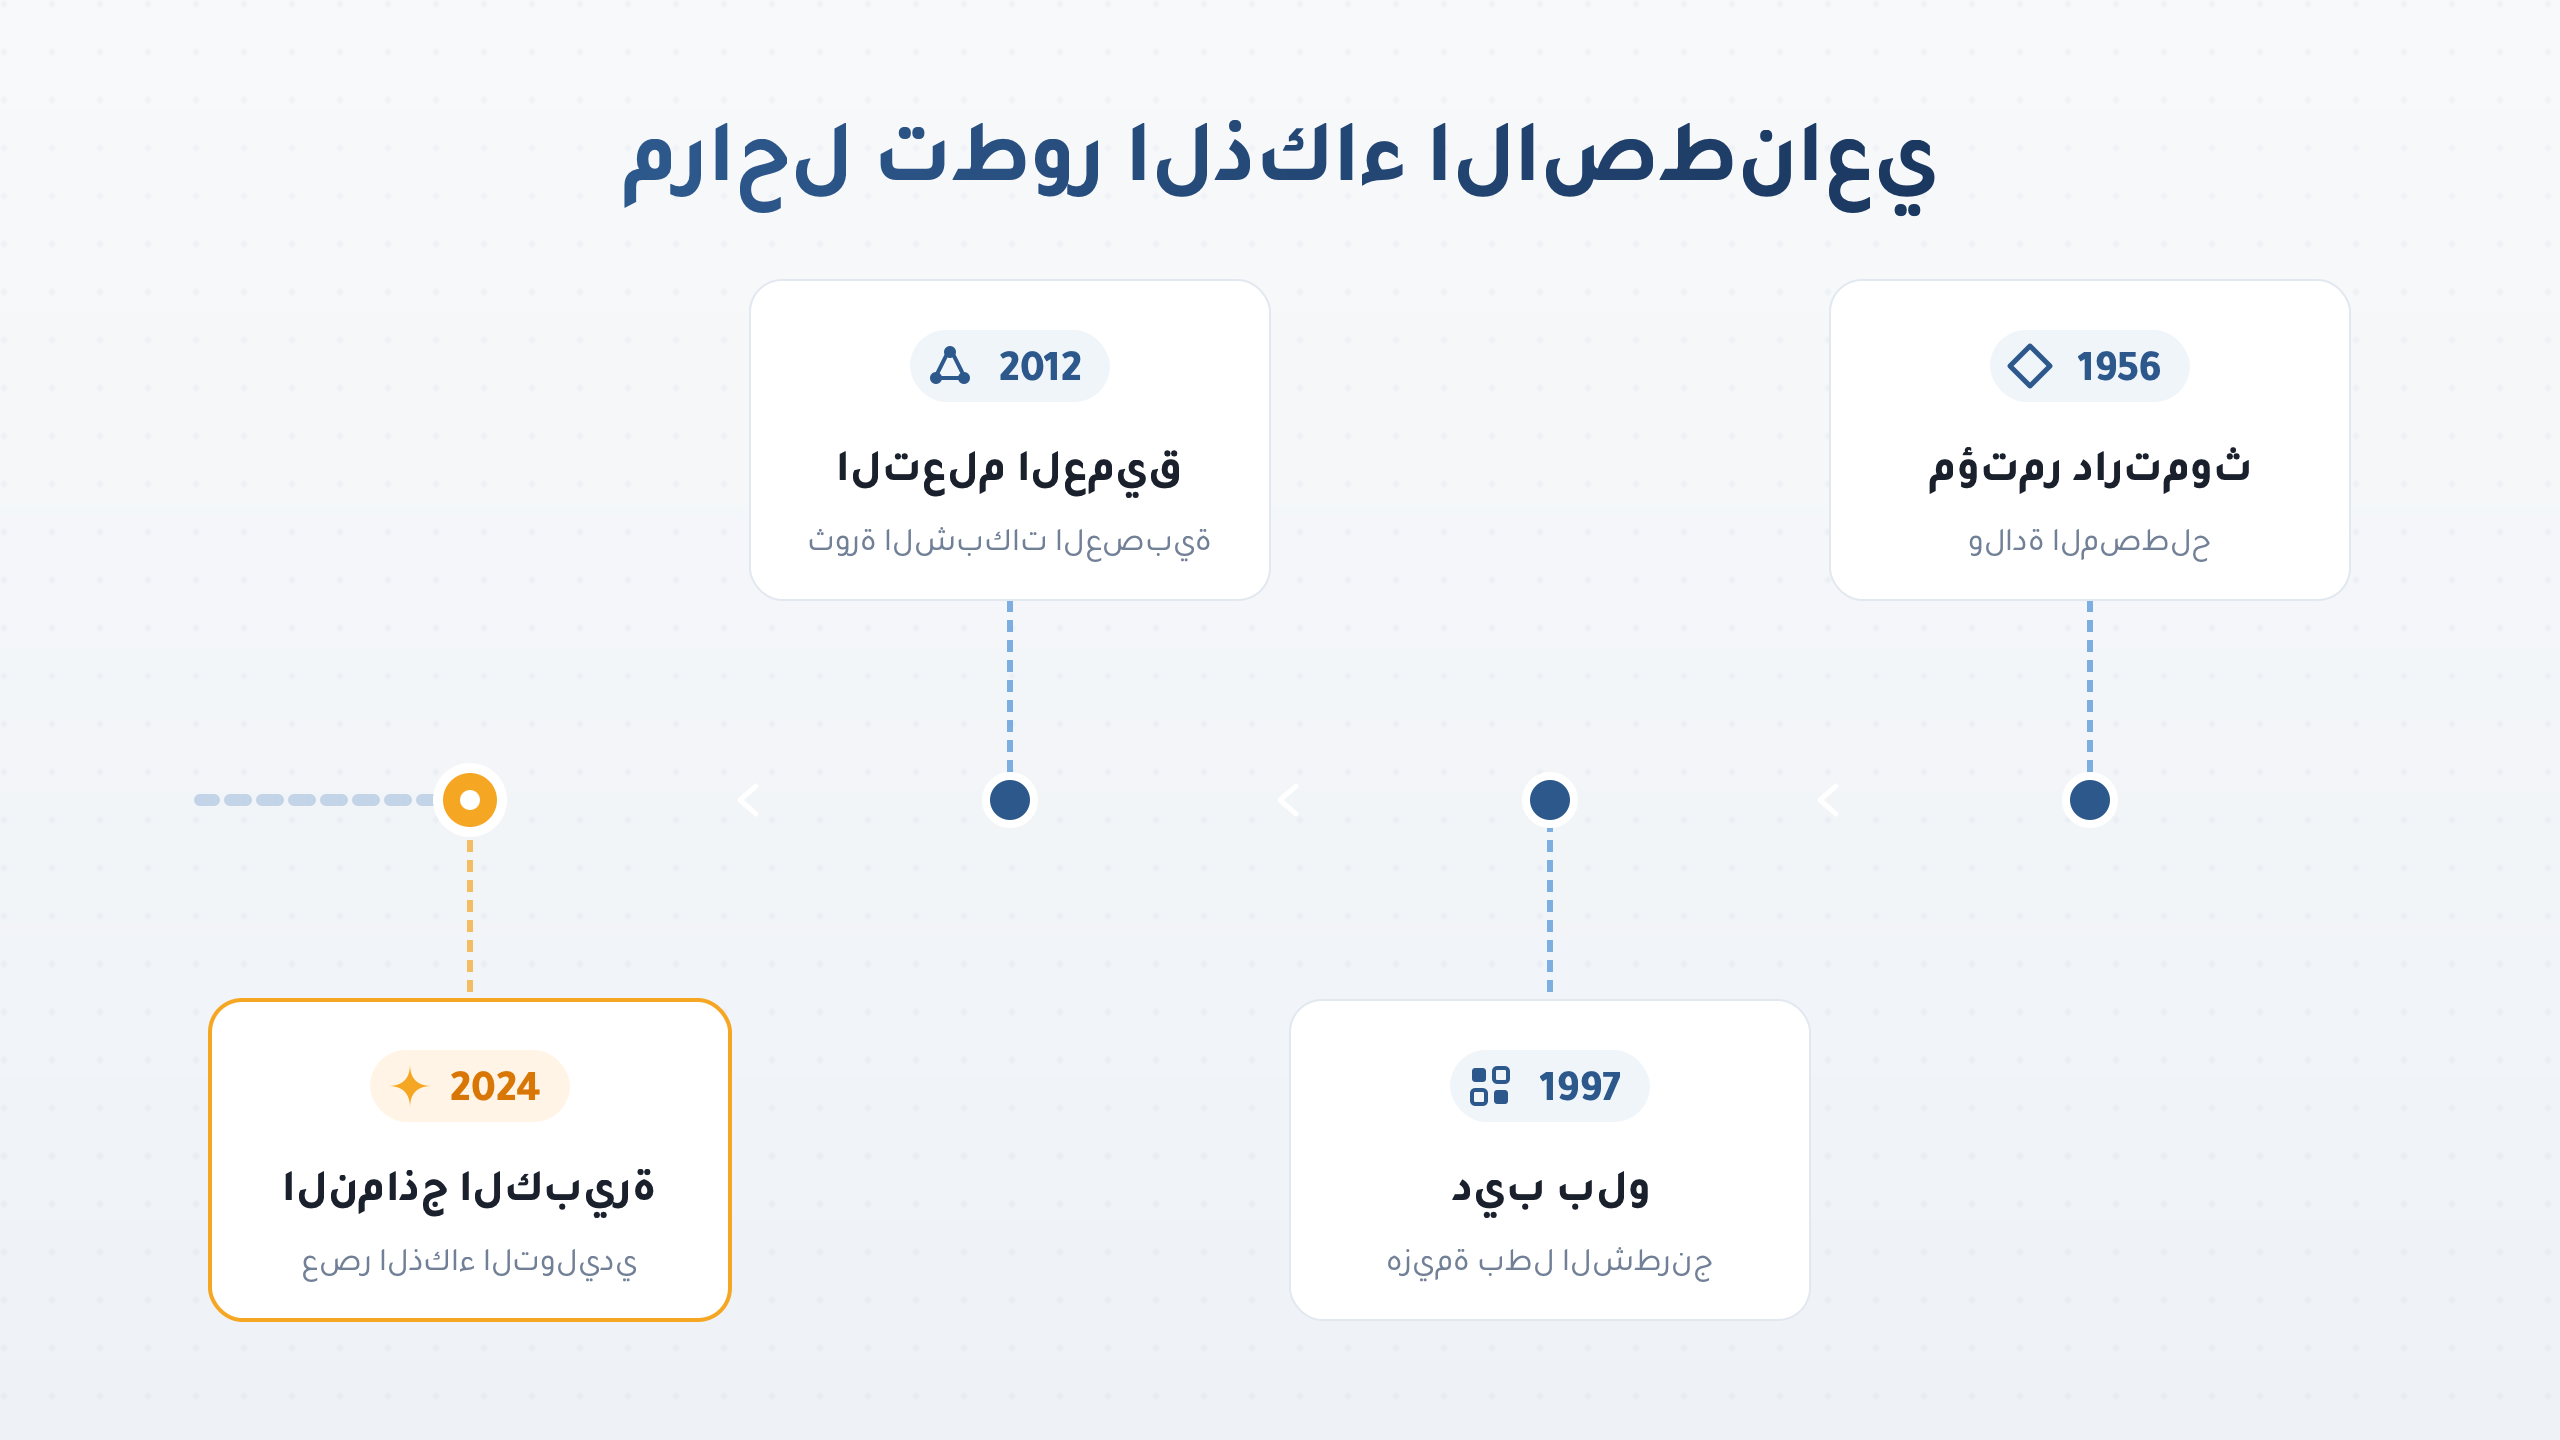 مراحل تطور الذكاء الاصطناعي
1956
مؤتمر دارتموث
ولادة المصطلح
1997
ديب بلو
هزيمة بطل الشطرنج
2012
التعلم العميق
ثورة الشبكات العصبية
2024
النماذج الكبيرة
عصر الذكاء التوليدي